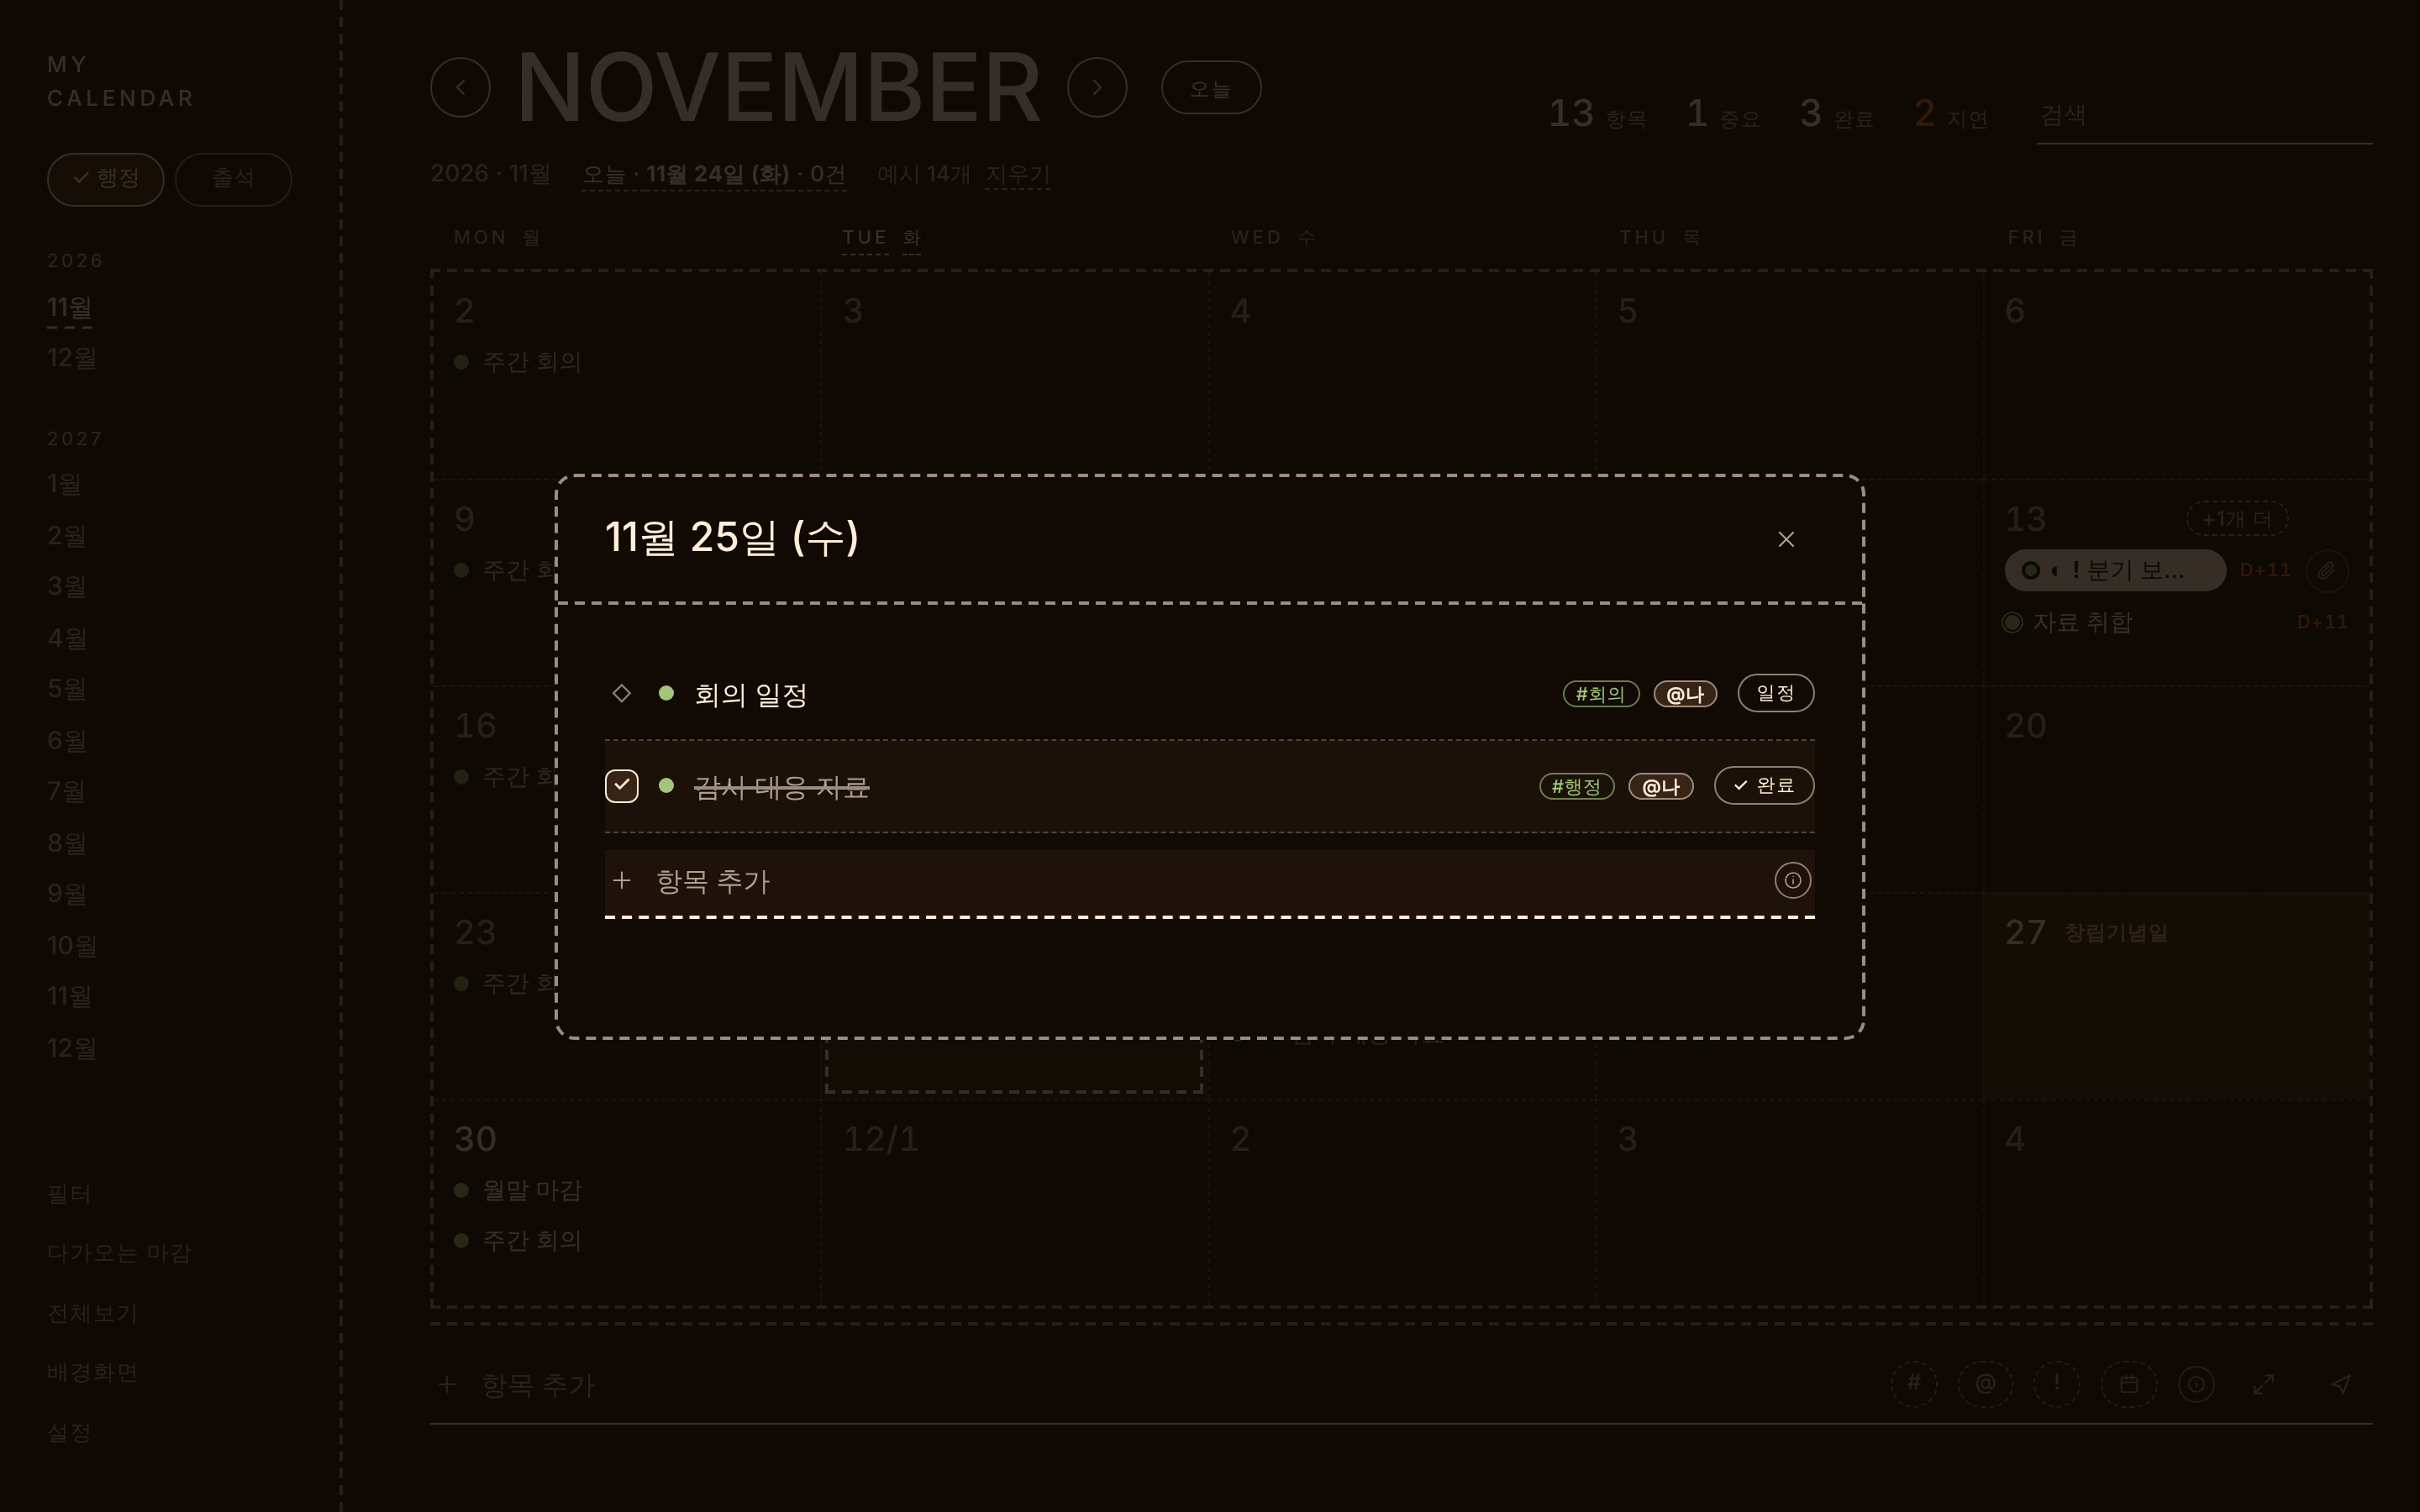 MY
CALENDAR
행정
출석
2026
11월
12월
2027
1월
2월
3월
4월
5월
6월
7월
8월
9월
10월
11월
12월
필터
다가오는 마감
전체보기
배경화면
설정
NOVEMBER
오늘
13 항목 1 중요 3 완료 2 지연
검색
2026 · 11월 오늘 · 11월 24일 (화) · 0건 예시 14개 지우기
MON 월 TUE 화 WED 수 THU 목 FRI 금
2 3 4 5 6
주간 회의
9 13 +1개 더
주간 회
! 분기 보... D+11
자료 취합 D+11
16 20
주간 회
23 27 창립기념일
주간 회
30 12/1 2 3 4
월말 마감
주간 회의
11월 25일 (수)
회의 일정 #회의 @나 일정
감사 대응 자료 #행정 @나 완료
+ 항목 추가
+ 항목 추가 # @ !